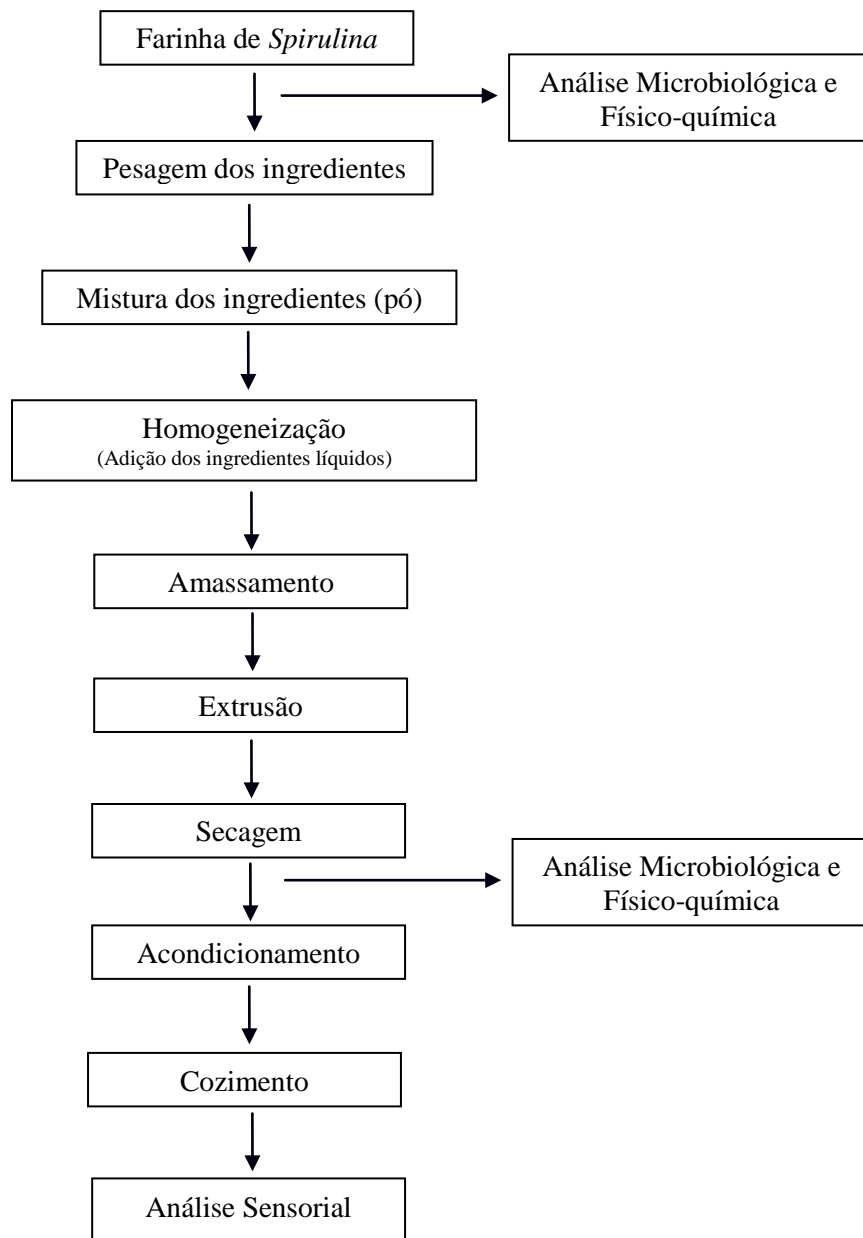 Farinha de Spirulina
Análise Microbiológica e
Físico-química
Pesagem dos ingredientes
Mistura dos ingredientes (pó)
Homogeneização
(Adição dos ingredientes líquidos)
Amassamento
Extrusão
Secagem
Análise Microbiológica e
Físico-química
Acondicionamento
Cozimento
Análise Sensorial